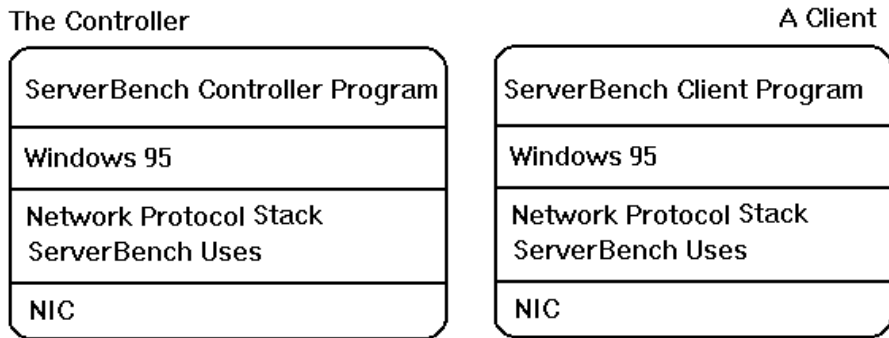 The Controller
ServerBench Controller Program
Windows 95
Network Protocol Stack
ServerBench Uses
NIC
A Client
ServerBench Client Program
Windows 95
Network Protocol Stack
ServerBench Uses
NIC